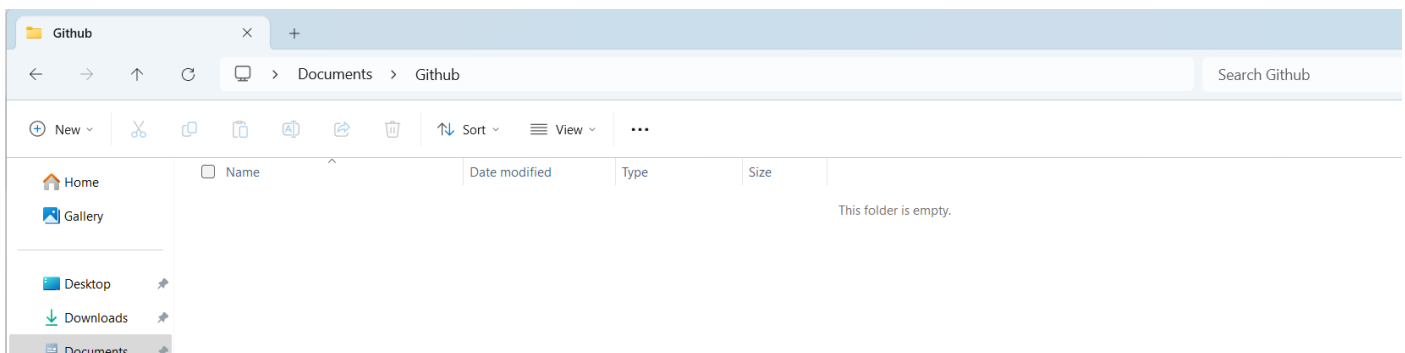 Github
Documents > Github
Search Github
New
A
Sort
View
Name
Date modified
Type
Size
Home
Gallery
This folder is empty.
Desktop
Downloads
Documents